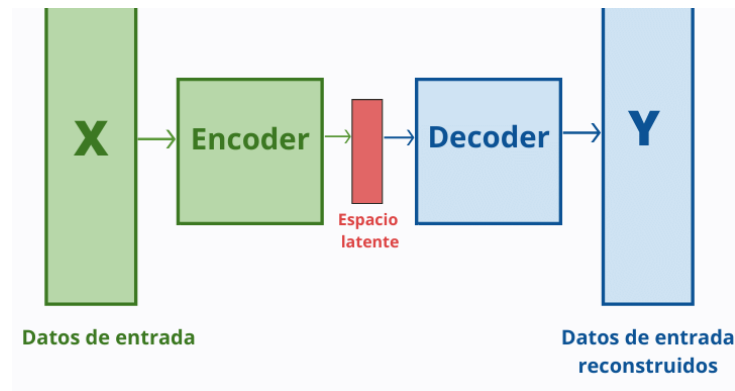 X
Encoder
Decoder
Y
Espacio
latente
Datos de entrada
Datos de entrada
reconstruidos